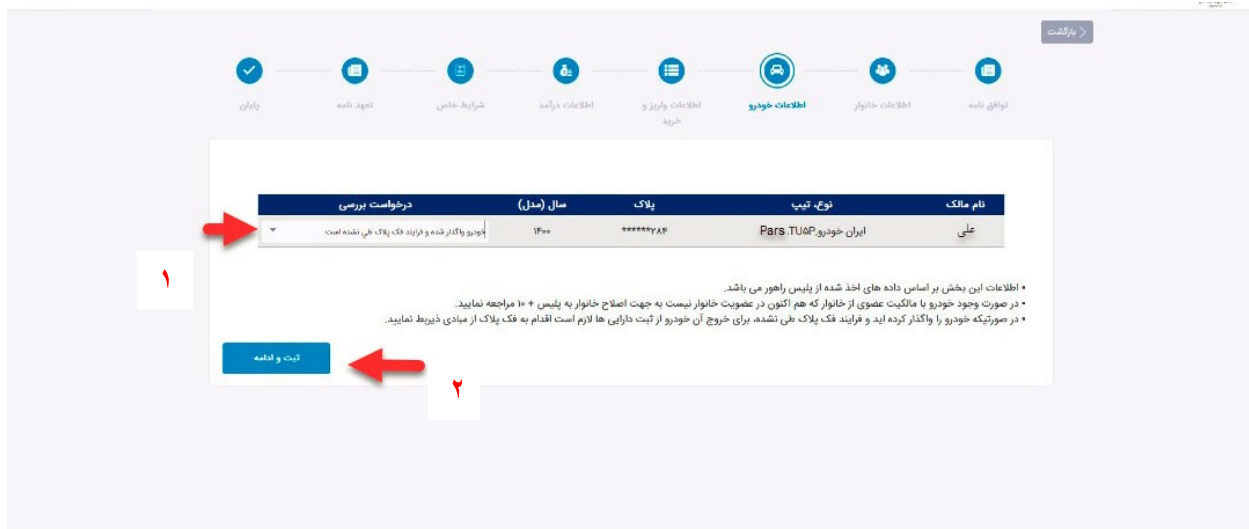 بازگشت
توافق نامه
اطلاعات خانوار
اطلاعات خودرو
اطلاعات واریز و خرید
اطلاعات درآمد
شرایط خاص
تعهد نامه
پایان
نام مالک نوع، تیپ پلاک سال (مدل) درخواست بررسی
علی ایران خودرو,Pars .TU۵P ******۲۸۴ ۱۴۰۰ خودرو واگذار شده و فرایند فک پلاک طی نشده است
۱
• اطلاعات این بخش بر اساس داده های اخذ شده از پلیس راهور می باشد.
• در صورت وجود خودرو با مالکیت عضوی از خانوار که هم اکنون در عضویت خانوار نیست به جهت اصلاح خانوار به پلیس + ۱۰ مراجعه نمایید.
• در صورتیکه خودرو را واگذار کرده اید و فرایند فک پلاک طی نشده، برای خروج آن خودرو از ثبت دارایی ها لازم است اقدام به فک پلاک از مبادی ذیربط نمایید.
ثبت و ادامه
۲